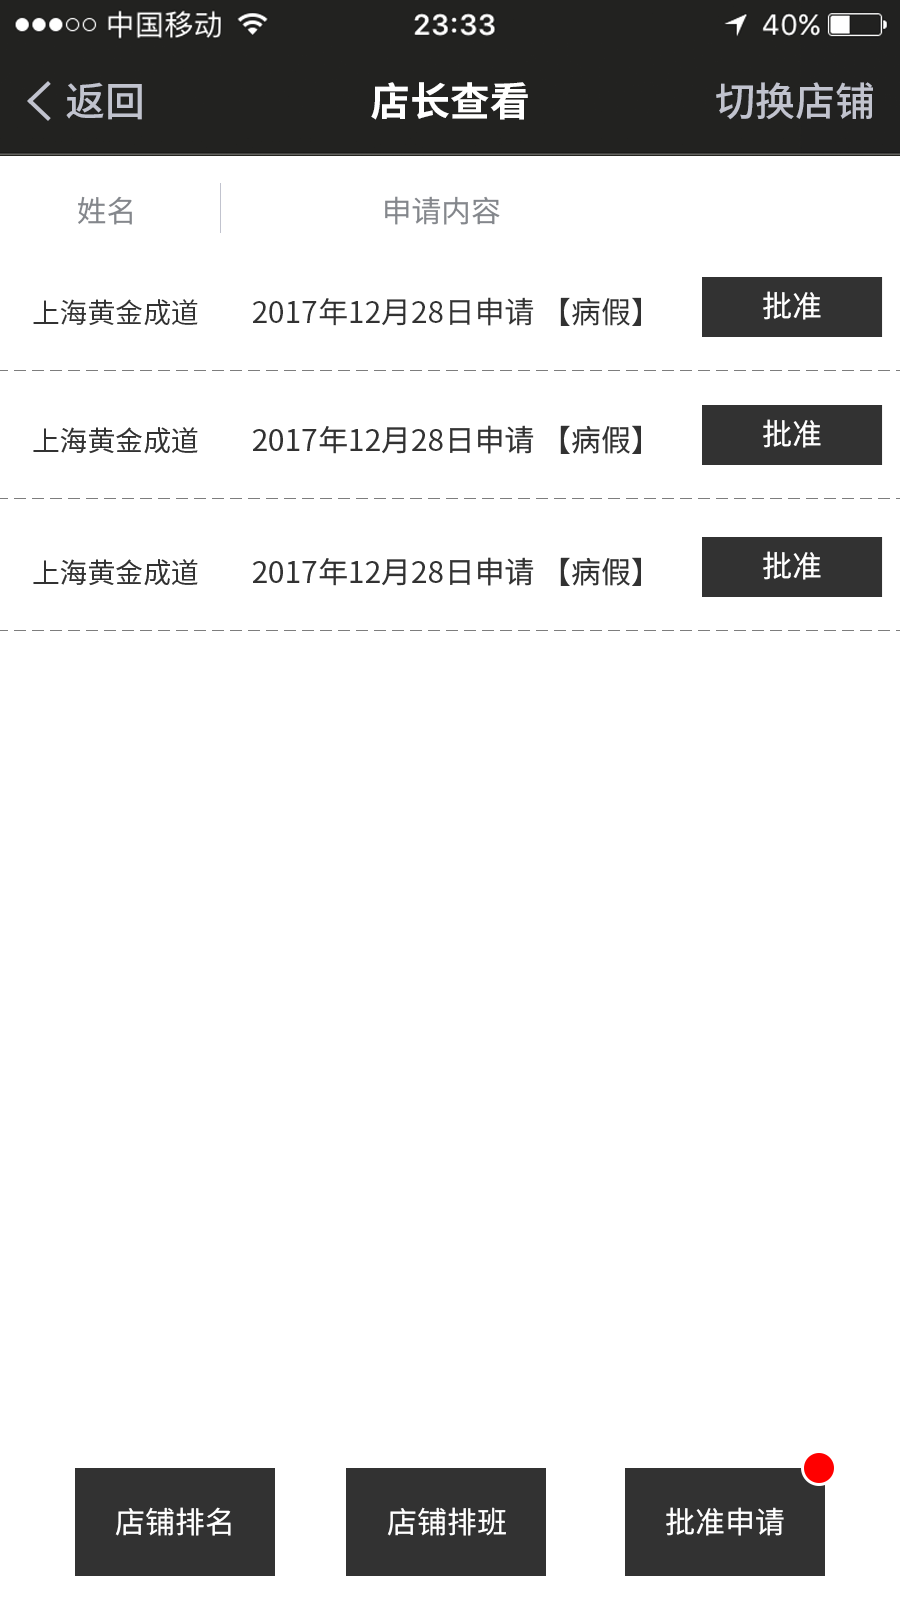 中国移动 23:33 40%
返回 店长查看 切换店铺
姓名 申请内容
上海黄金成道 2017年12月28日申请 【病假】 批准
上海黄金成道 2017年12月28日申请 【病假】 批准
上海黄金成道 2017年12月28日申请 【病假】 批准
店铺排名 店铺排班 批准申请